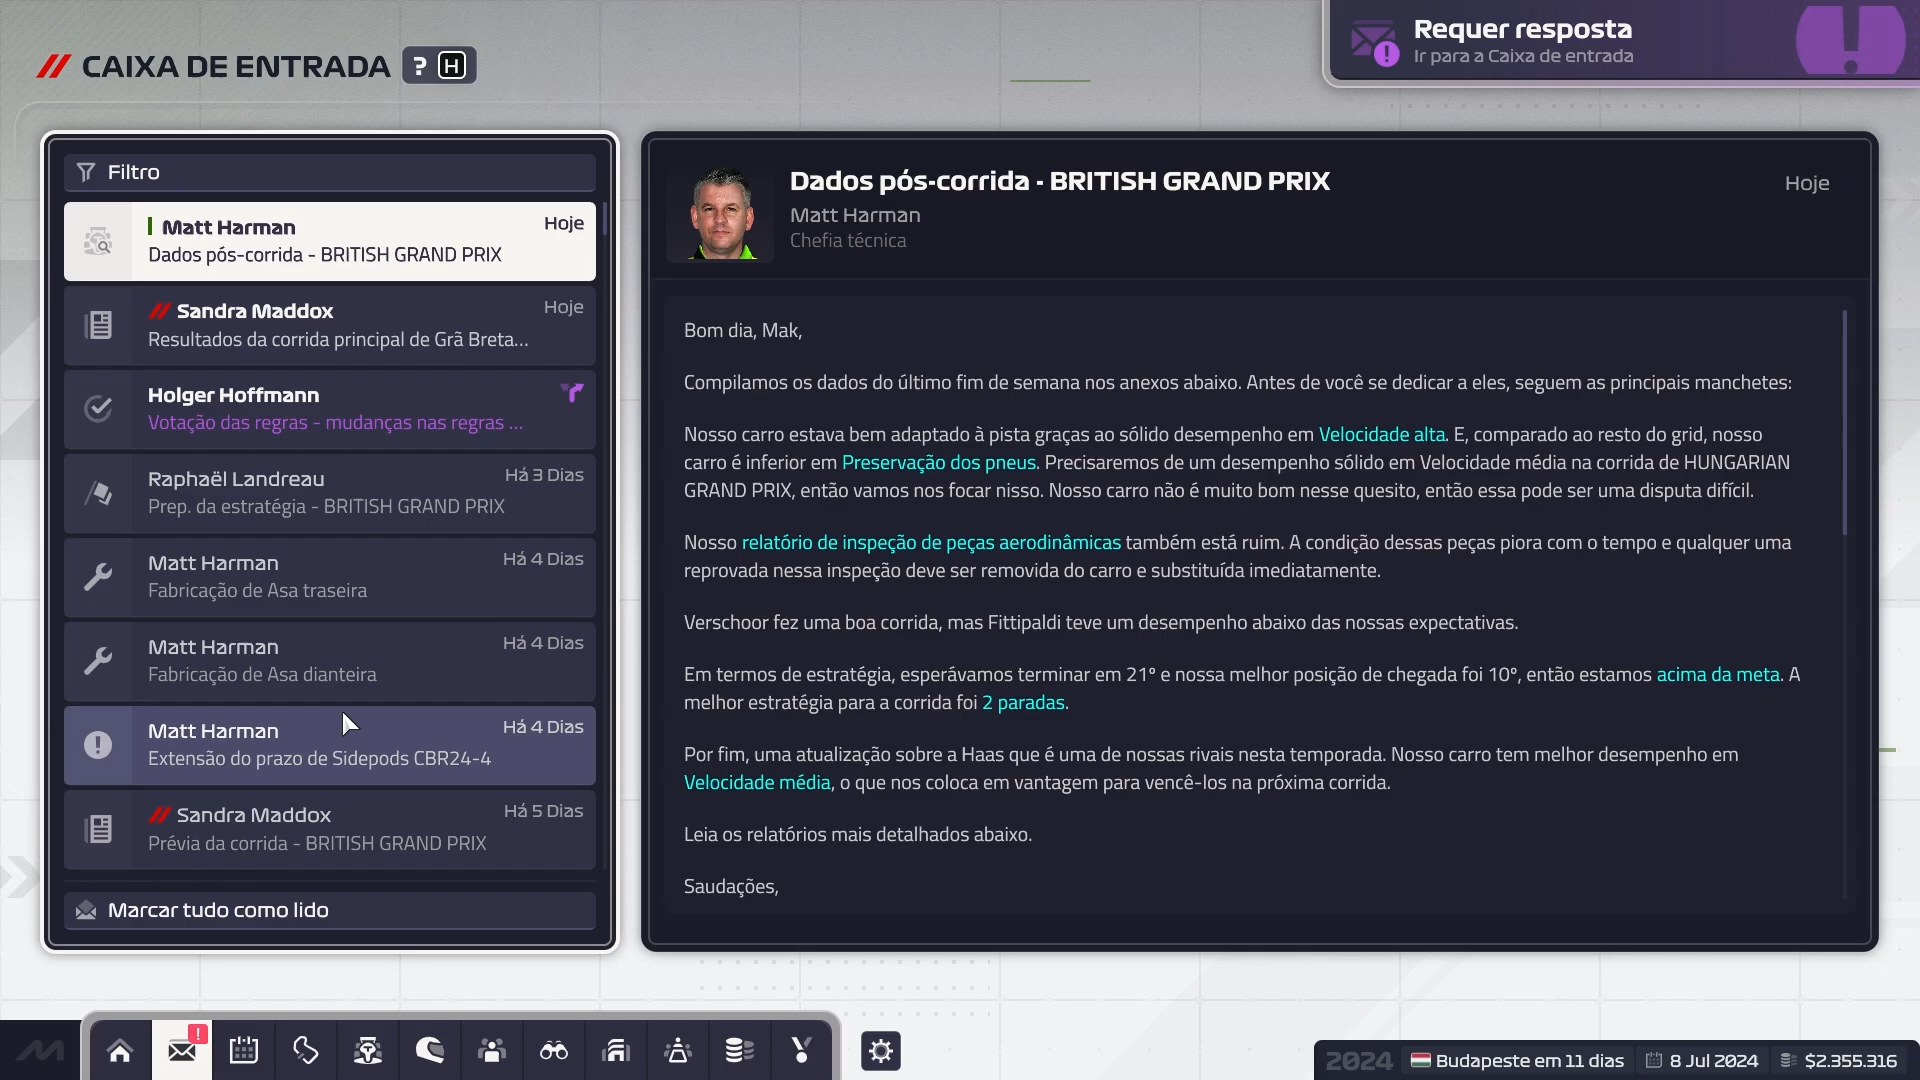 CAIXA DE ENTRADA ? H
Requer resposta
Ir para a Caixa de entrada
Filtro
Matt Harman Hoje
Dados pós-corrida - BRITISH GRAND PRIX
Sandra Maddox Hoje
Resultados da corrida principal de Grã Breta...
Holger Hoffmann
Votação das regras - mudanças nas regras ...
Raphaël Landreau Há 3 Dias
Prep. da estratégia - BRITISH GRAND PRIX
Matt Harman Há 4 Dias
Fabricação de Asa traseira
Matt Harman Há 4 Dias
Fabricação de Asa dianteira
Matt Harman Há 4 Dias
Extensão do prazo de Sidepods CBR24-4
Sandra Maddox Há 5 Dias
Prévia da corrida - BRITISH GRAND PRIX
Marcar tudo como lido
Dados pós-corrida - BRITISH GRAND PRIX Hoje
Matt Harman
Chefia técnica
Bom dia, Mak,
Compilamos os dados do último fim de semana nos anexos abaixo. Antes de você se dedicar a eles, seguem as principais manchetes:
Nosso carro estava bem adaptado à pista graças ao sólido desempenho em Velocidade alta. E, comparado ao resto do grid, nosso
carro é inferior em Preservação dos pneus. Precisaremos de um desempenho sólido em Velocidade média na corrida de HUNGARIAN
GRAND PRIX, então vamos nos focar nisso. Nosso carro não é muito bom nesse quesito, então essa pode ser uma disputa difícil.
Nosso relatório de inspeção de peças aerodinâmicas também está ruim. A condição dessas peças piora com o tempo e qualquer uma
reprovada nessa inspeção deve ser removida do carro e substituída imediatamente.
Verschoor fez uma boa corrida, mas Fittipaldi teve um desempenho abaixo das nossas expectativas.
Em termos de estratégia, esperávamos terminar em 21º e nossa melhor posição de chegada foi 10º, então estamos acima da meta. A
melhor estratégia para a corrida foi 2 paradas.
Por fim, uma atualização sobre a Haas que é uma de nossas rivais nesta temporada. Nosso carro tem melhor desempenho em
Velocidade média, o que nos coloca em vantagem para vencê-los na próxima corrida.
Leia os relatórios mais detalhados abaixo.
Saudações,
2024 Budapeste em 11 dias 8 Jul 2024 $2.355.316